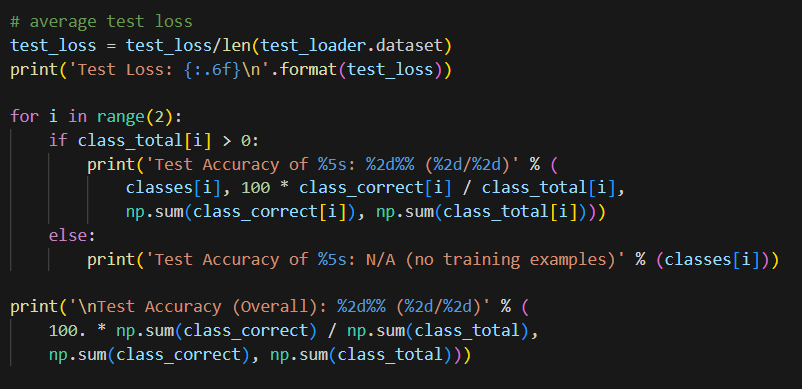 # average test loss
test_loss = test_loss/len(test_loader.dataset)
print('Test Loss: {:.6f}\n'.format(test_loss))

for i in range(2):
    if class_total[i] > 0:
        print('Test Accuracy of %5s: %2d%% (%2d/%2d)' % (
            classes[i], 100 * class_correct[i] / class_total[i],
            np.sum(class_correct[i]), np.sum(class_total[i])))
    else:
        print('Test Accuracy of %5s: N/A (no training examples)' % (classes[i]))

print('\nTest Accuracy (Overall): %2d%% (%2d/%2d)' % (
    100. * np.sum(class_correct) / np.sum(class_total),
    np.sum(class_correct), np.sum(class_total)))